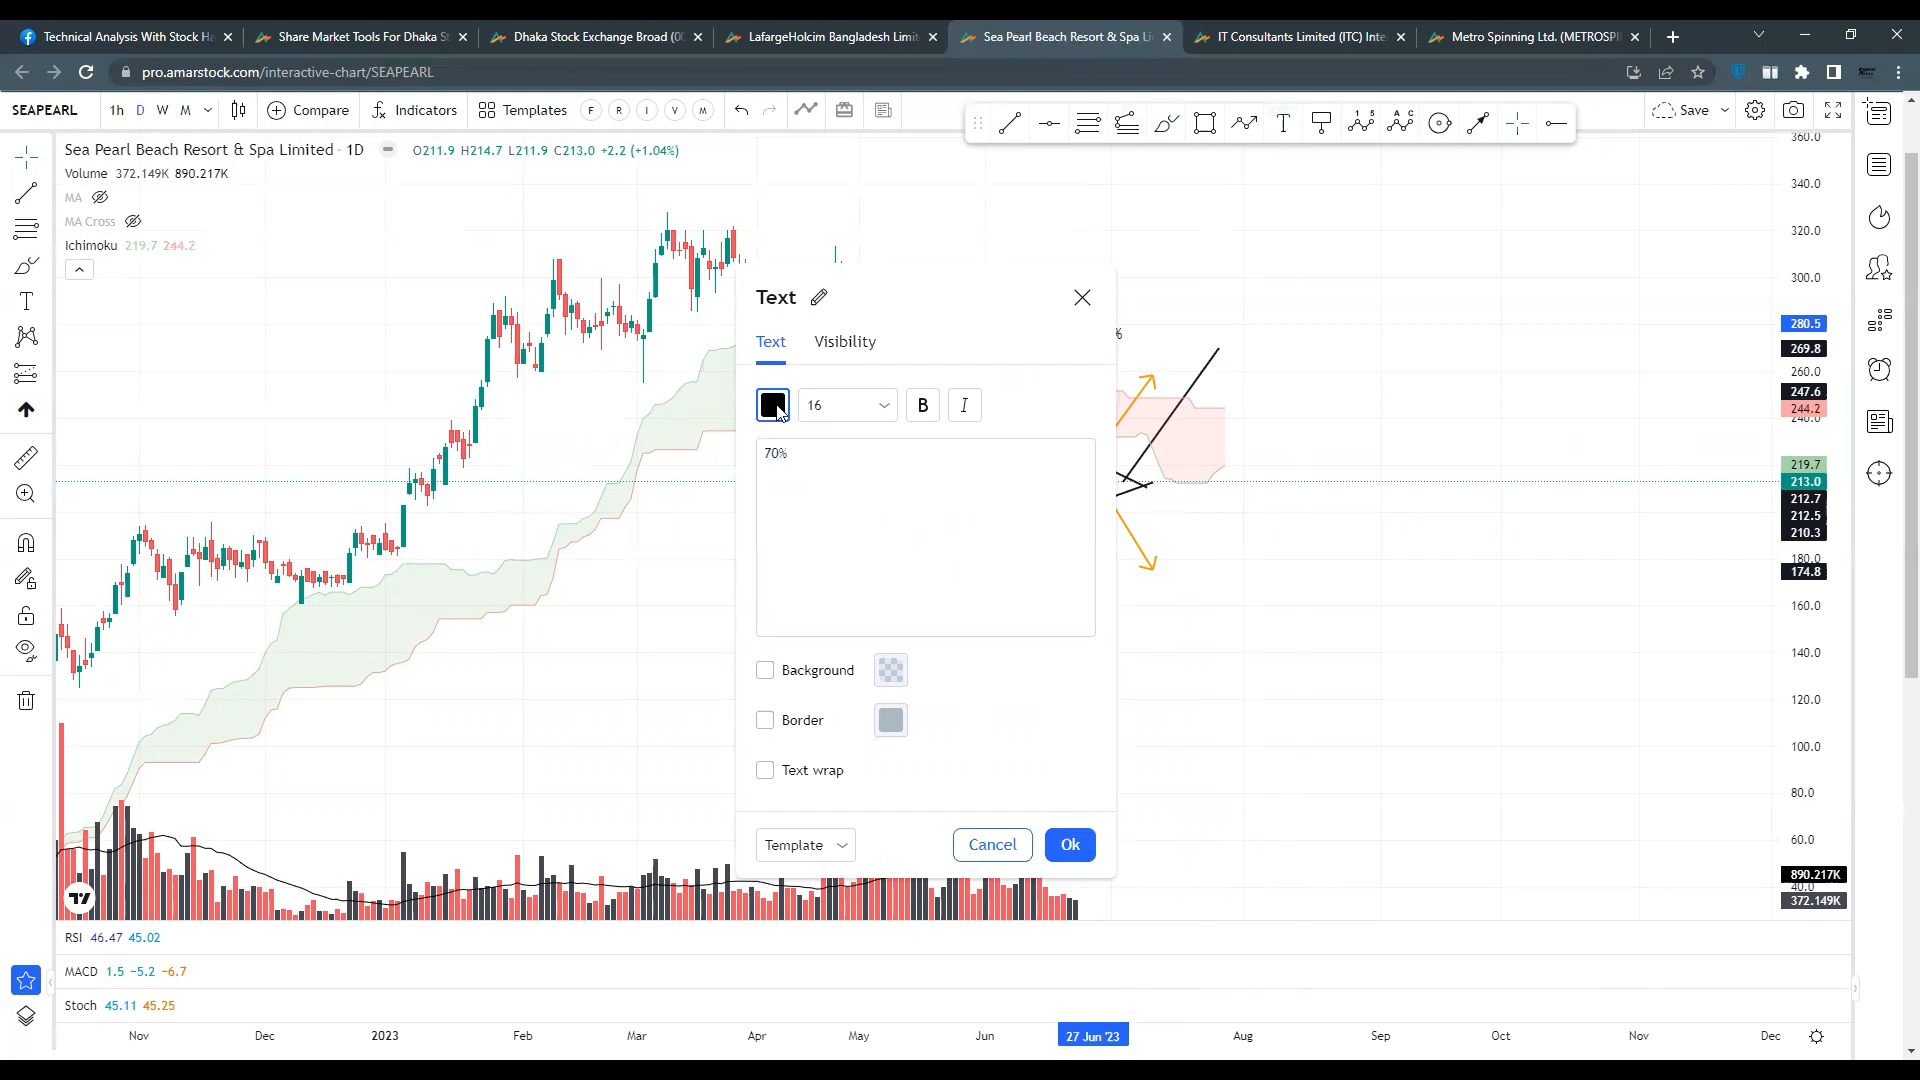 Technical Analysis With Stock Ha
Share Market Tools For Dhaka S
Dhaka Stock Exchange Broad (00
LafargeHolcim Bangladesh Limit
Sea Pearl Beach Resort & Spa Li
IT Consultants Limited (ITC) Inte
Metro Spinning Ltd. (METROSPI
pro.amarstock.com/interactive-chart/SEAPEARL
SEAPEARL 1h D W M Compare Indicators Templates F R I V M Save
Sea Pearl Beach Resort & Spa Limited · 1D O211.9 H214.7 L211.9 C213.0 +2.2 (+1.04%)
Volume 372.149K 890.217K
MA
MA Cross
Ichimoku 219.7 244.2
Text
Text Visibility
16 B I
70%
Background
Border
Text wrap
Template Cancel Ok
%
360.0
340.0
320.0
300.0
280.5
269.8
260.0
247.6
244.2
240.0
219.7
213.0
212.7
212.5
210.3
180.0
174.8
160.0
140.0
120.0
100.0
80.0
60.0
890.217K
40.0
372.149K
RSI 46.47 45.02
MACD 1.5 −5.2 −6.7
Stoch 45.11 45.25
Nov Dec 2023 Feb Mar Apr May Jun 27 Jun '23 Aug Sep Oct Nov Dec